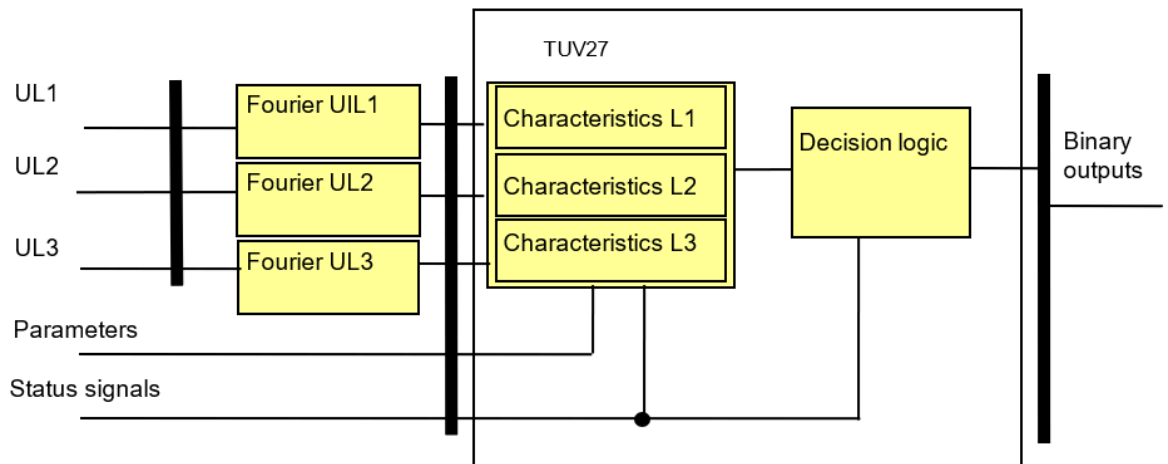 TUV27
UL1
Fourier UIL1
Characteristics L1
Decision logic
Binary
outputs
UL2
Fourier UL2
Characteristics L2
UL3
Fourier UL3
Characteristics L3
Parameters
Status signals